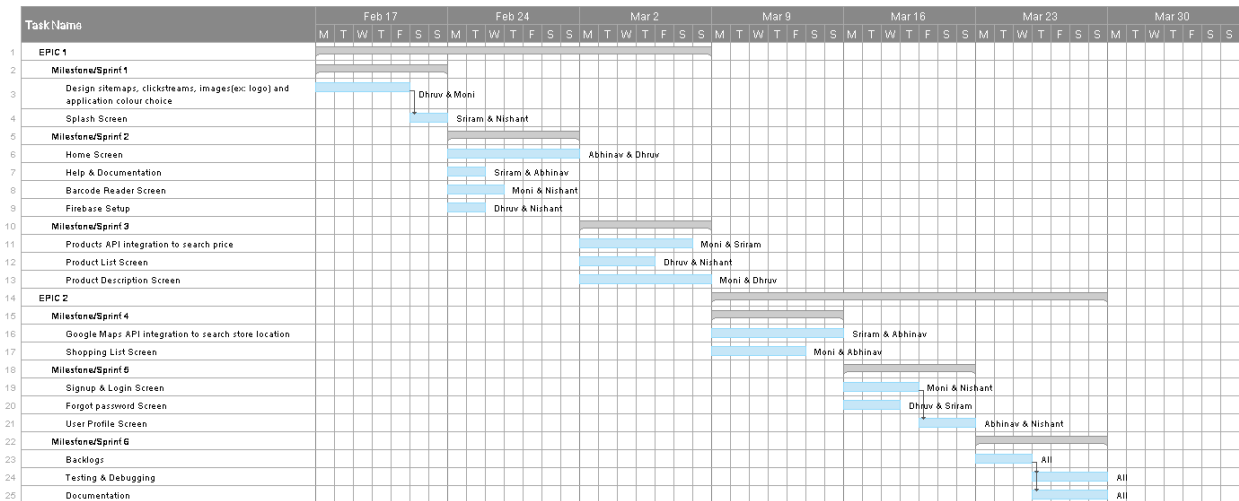 Task Name
Feb 17 Feb 24 Mar 2 Mar 9 Mar 16 Mar 23 Mar 30
M T W T F S S M T W T F S S M T W T F S S M T W T F S S M T W T F S S M T W T F S S M T W T F S S
1 EPIC 1
2 Milestone/Sprint 1
3 Design sitemaps, clickstreams, images(ex: logo) and
application colour choice
Dhruv & Moni
4 Splash Screen Sriram & Nishant
5 Milestone/Sprint 2
6 Home Screen Abhinav & Dhruv
7 Help & Documentation Sriram & Abhinav
8 Barcode Reader Screen Moni & Nishant
9 Firebase Setup Dhruv & Nishant
10 Milestone/Sprint 3
11 Products API integration to search price Moni & Sriram
12 Product List Screen Dhruv & Nishant
13 Product Description Screen Moni & Dhruv
14 EPIC 2
15 Milestone/Sprint 4
16 Google Maps API integration to search store location Sriram & Abhinav
17 Shopping List Screen Moni & Abhinav
18 Milestone/Sprint 5
19 Signup & Login Screen Moni & Nishant
20 Forgot password Screen Dhruv & Sriram
21 User Profile Screen Abhinav & Nishant
22 Milestone/Sprint 6
23 Backlogs All
24 Testing & Debugging All
25 Documentation All